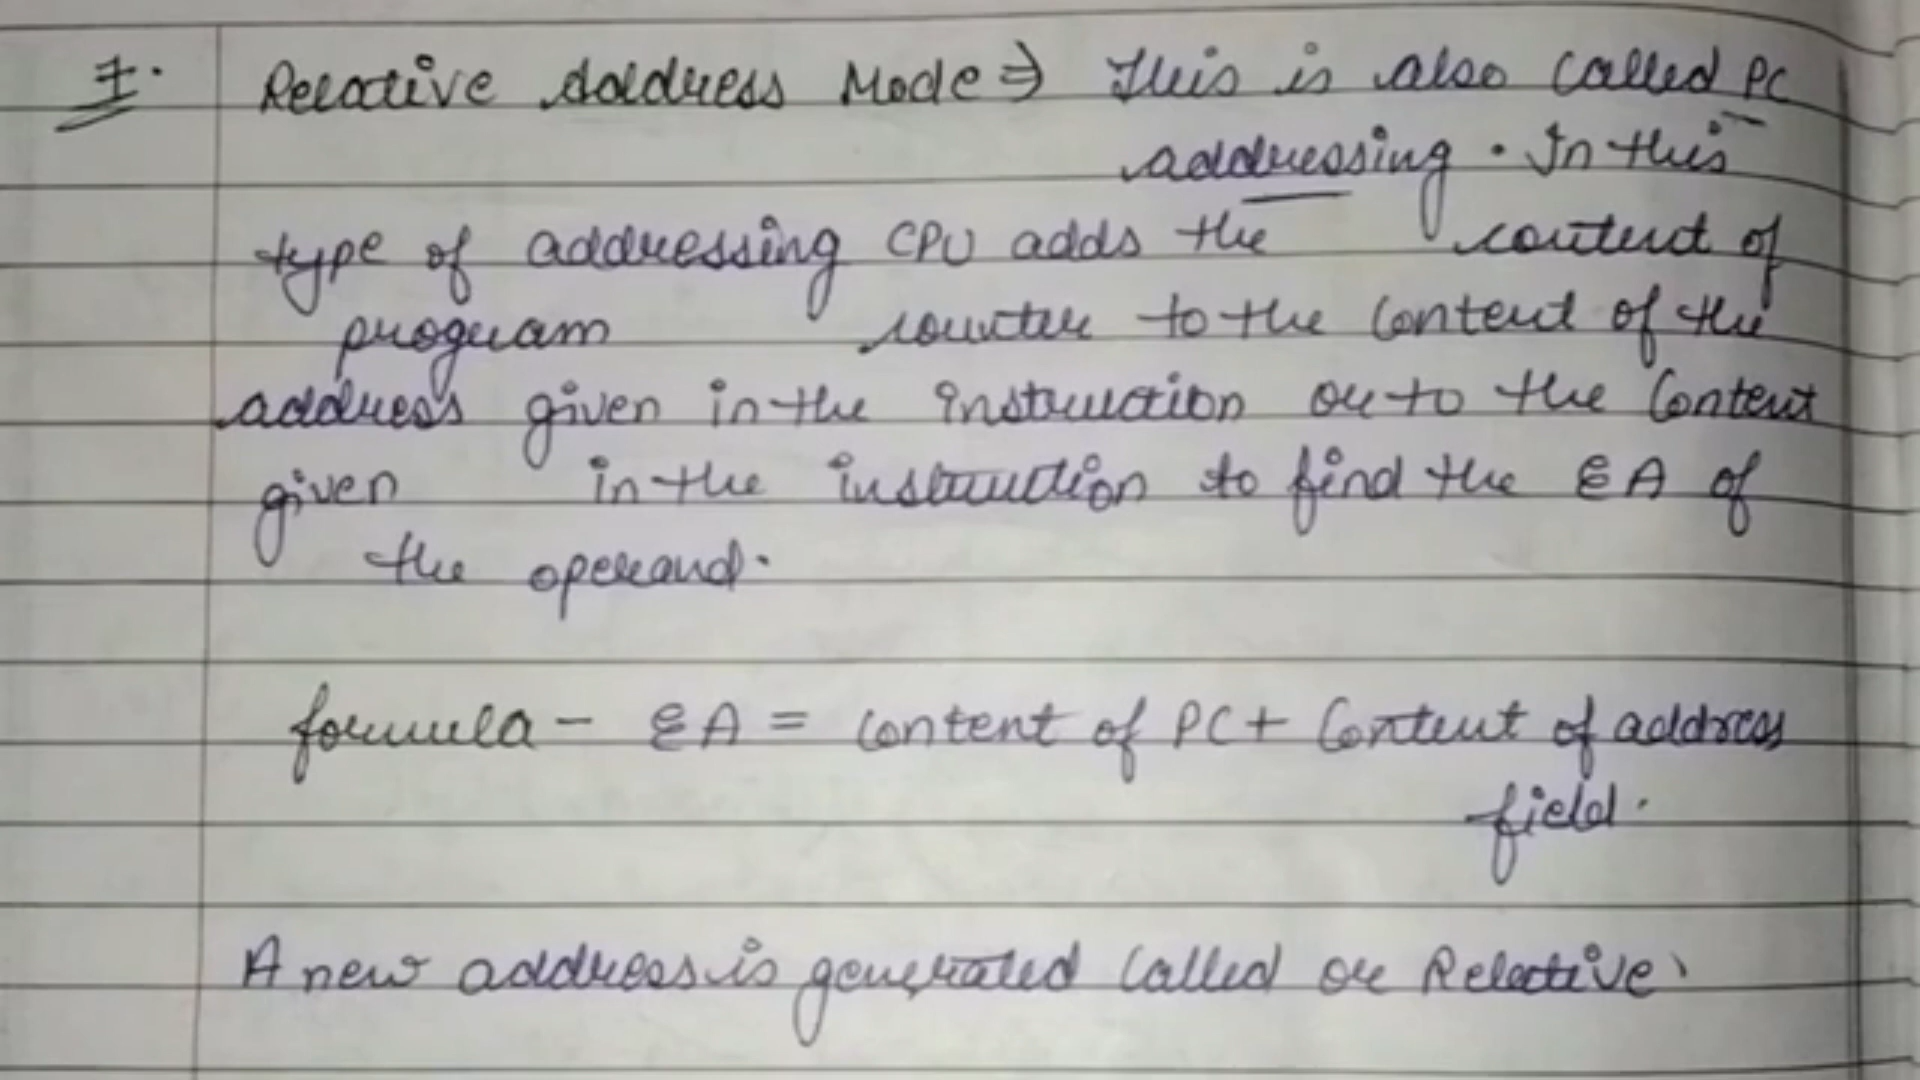 7. Relative Address Mode ⇒ This is also called PC
addressing. In this
type of addressing CPU adds the content of
program counter to the content of the
address given in the instruction or to the content
given in the instruction to find the EA of
the operand.
formula - EA = content of PC + Content of address
field.
A new address is generated called or Relative.